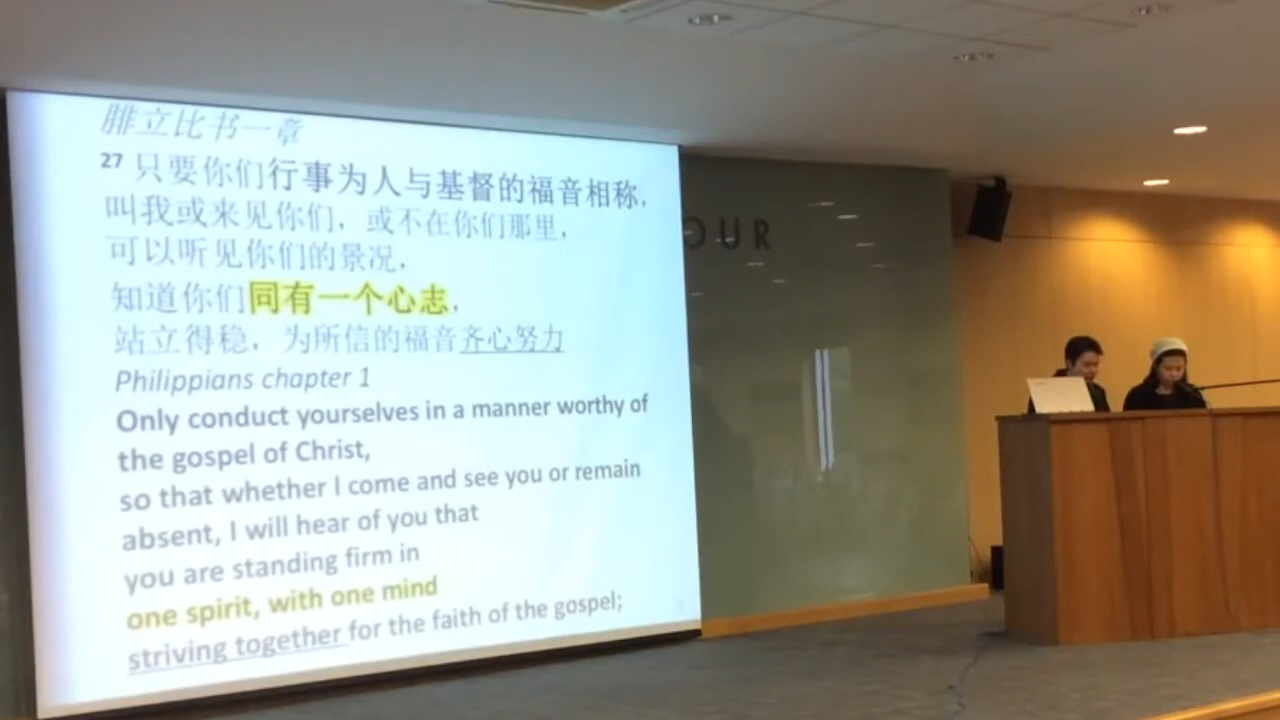 腓立比书一章
27 只要你们行事为人与基督的福音相称,
叫我或来见你们, 或不在你们那里,
可以听见你们的景况,
知道你们同有一个心志,
站立得稳, 为所信的福音齐心努力
Philippians chapter 1
Only conduct yourselves in a manner worthy of
the gospel of Christ,
so that whether I come and see you or remain
absent, I will hear of you that
you are standing firm in
one spirit, with one mind
striving together for the faith of the gospel;
OUR